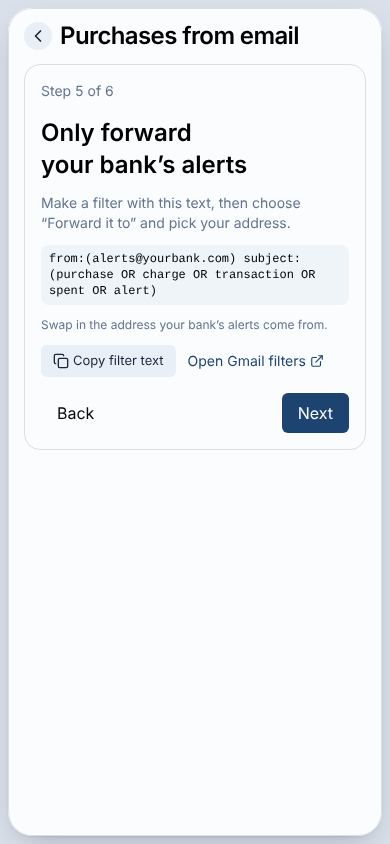 Purchases from email
Step 5 of 6
Only forward
your bank’s alerts
Make a filter with this text, then choose
“Forward it to” and pick your address.
from:(alerts@yourbank.com) subject:
(purchase OR charge OR transaction OR
spent OR alert)
Swap in the address your bank’s alerts come from.
Copy filter text
Open Gmail filters
Back
Next